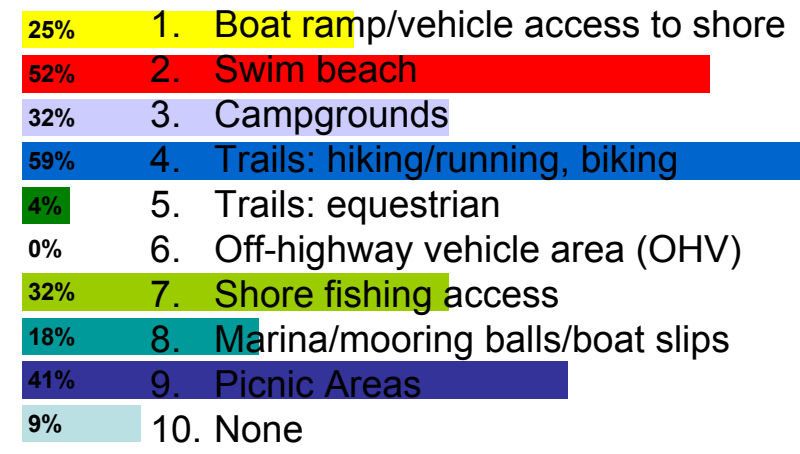 25% 1. Boat ramp/vehicle access to shore
52% 2. Swim beach
32% 3. Campgrounds
59% 4. Trails: hiking/running, biking
4% 5. Trails: equestrian
0% 6. Off-highway vehicle area (OHV)
32% 7. Shore fishing access
18% 8. Marina/mooring balls/boat slips
41% 9. Picnic Areas
9% 10. None